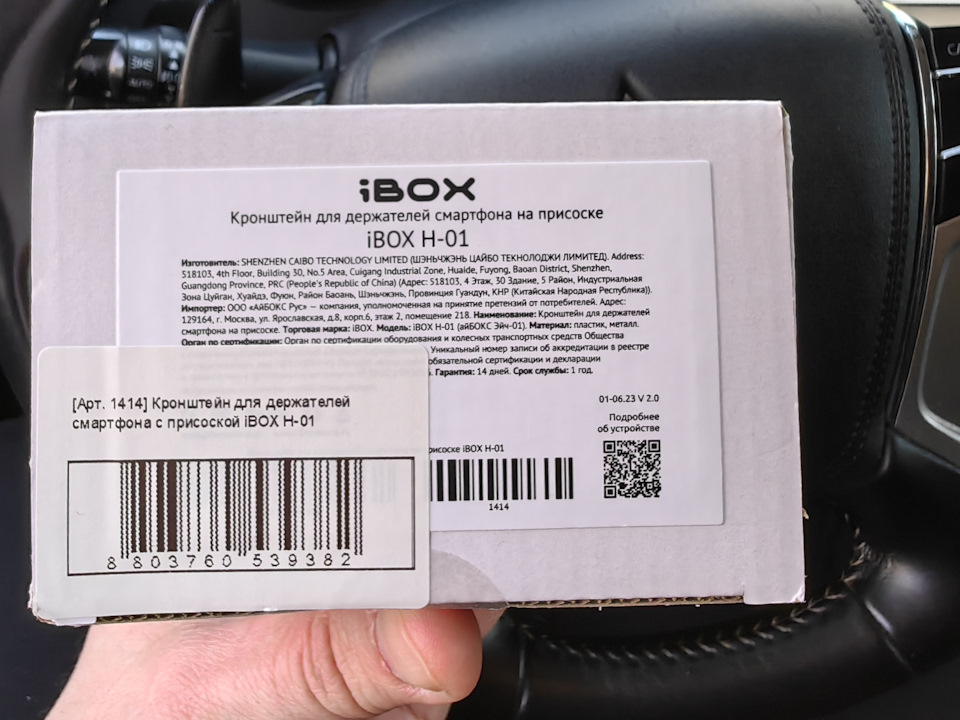 iBOX
Кронштейн для держателей смартфона на присоске
iBOX H-01
Изготовитель: SHENZHEN CAIBO TECHNOLOGY LIMITED (ШЭНЬЧЖЭНЬ ЦАЙБО ТЕКНОЛОДЖИ ЛИМИТЕД). Address:
518103, 4th Floor, Building 30, No.5 Area, Cuigang Industrial Zone, Huaide, Fuyong, Baoan District, Shenzhen,
Guangdong Province, PRC (People's Republic of China) (Адрес: 518103, 4 Этаж, 30 Здание, 5 Район, Индустриальная
Зона Цуйган, Хуайдэ, Фуюн, Район Баоань, Шэньчжэнь, Провинция Гуандун, КНР (Китайская Народная Республика)).
Импортер: ООО «АйБОКС Рус» — компания, уполномоченная на принятие претензий от потребителей. Адрес:
129164, г. Москва, ул. Ярославская, д.8, корп.6, этаж 2, помещение 218. Наименование: Кронштейн для держателей
смартфона на присоске. Торговая марка: iBOX. Модель: iBOX H-01 (айБОКС Эйч-01). Материал: пластик, металл.
Орган по сертификации: Орган по сертификации оборудования и колесных транспортных средств Общества
Уникальный номер записи об аккредитации в реестре
обязательной сертификации и декларации
Гарантия: 14 дней. Срок службы: 1 год.
01-06.23 V 2.0
Подробнее
об устройстве
[Арт. 1414] Кронштейн для держателей
смартфона с присоской iBOX H-01
8 803760 539382
рисоске iBOX H-01
1414
AUTO